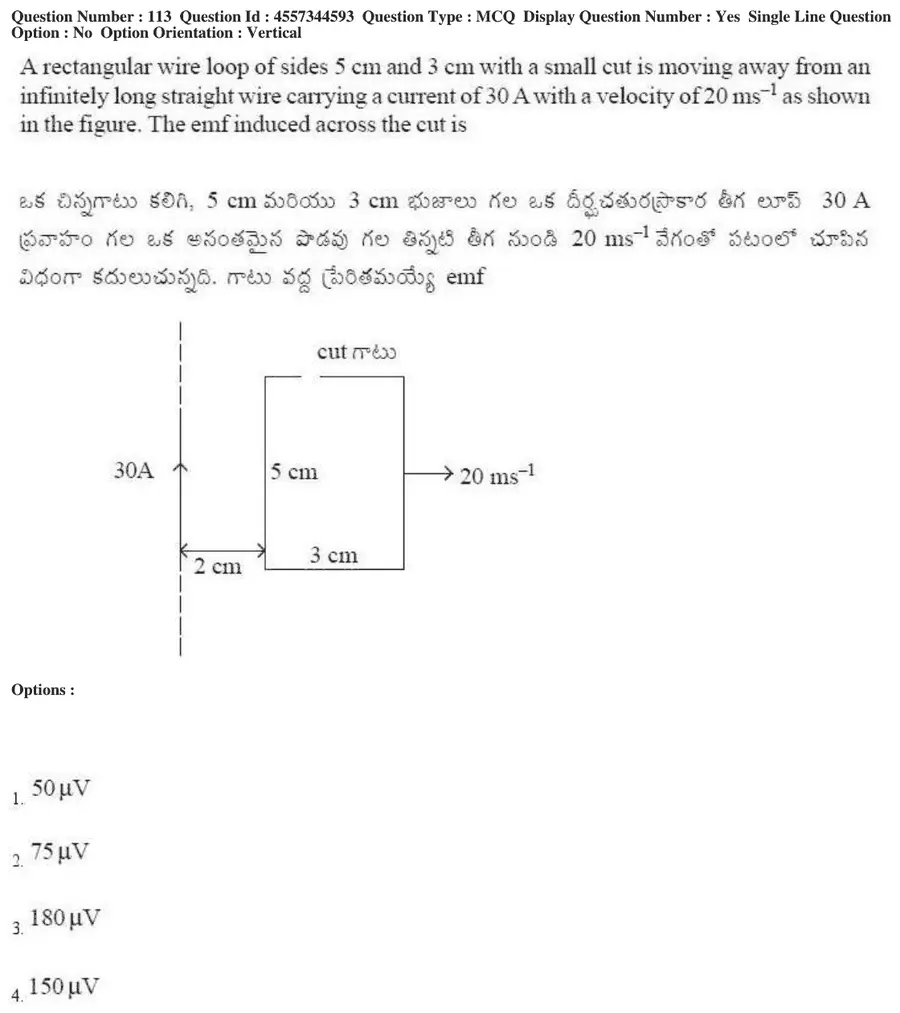 Question Number : 113 Question Id : 4557344593 Question Type : MCQ Display Question Number : Yes Single Line Question
Option : No Option Orientation : Vertical
A rectangular wire loop of sides 5 cm and 3 cm with a small cut is moving away from an
infinitely long straight wire carrying a current of 30 A with a velocity of 20 ms⁻¹ as shown
in the figure. The emf induced across the cut is
ఒక చిన్నగాటు కలిగి, 5 cm మరియు 3 cm భుజాలు గల ఒక దీర్ఘచతురప్రాకార తీగ లూప్ 30 A
ప్రవాహం గల ఒక అనంతమైన పొడవు గల తిన్నటి తీగ నుండి 20 ms⁻¹ వేగంతో పటంలో చూపిన
విధంగా కదులుచున్నది. గాటు వద్ద ప్రేరితమయ్యే emf
cut గాటు
30A
5 cm
20 ms⁻¹
3 cm
2 cm
Options :
1. 50 μV
2. 75 μV
3. 180 μV
4. 150 μV